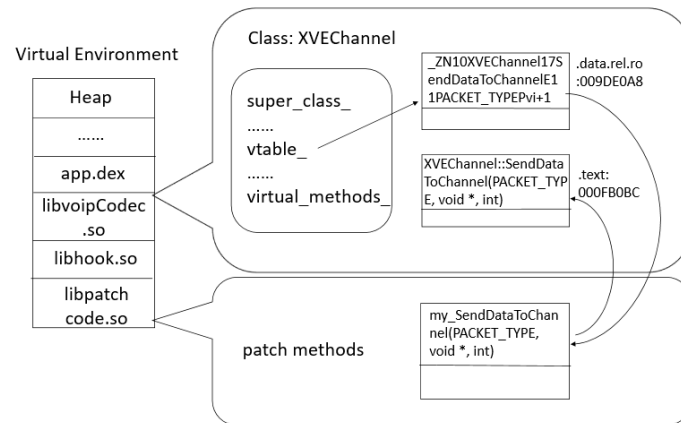 Virtual Environment
Heap
......
app.dex
libvoipCodec
.so
libhook.so
libpatch
code.so
Class: XVEChannel
super_class_
......
vtable_
......
virtual_methods_
_ZN10XVEChannel17S
endDataToChannelE1
1PACKET_TYPEPvi+1
.data.rel.ro
:009DE0A8
XVEChannel::SendData
ToChannel(PACKET_TYP
E, void *, int)
.text:
000FB0BC
patch methods
my_SendDataToChan
nel(PACKET_TYPE,
void *, int)